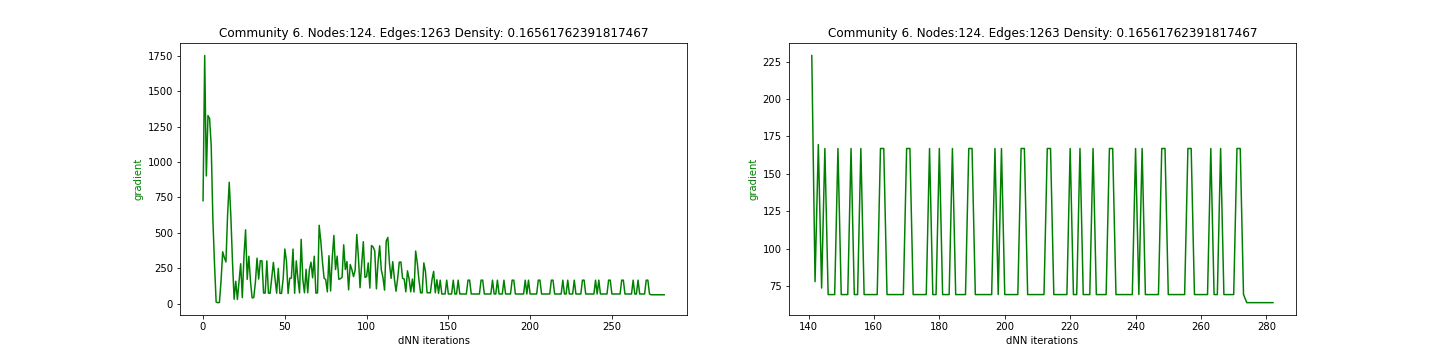 Community 6. Nodes:124. Edges:1263 Density: 0.16561762391817467
1750
1500
1250
1000
750
500
250
0
gradient
0 50 100 150 200 250
dNN iterations
Community 6. Nodes:124. Edges:1263 Density: 0.16561762391817467
225
200
175
150
125
100
75
gradient
140 160 180 200 220 240 260 280
dNN iterations